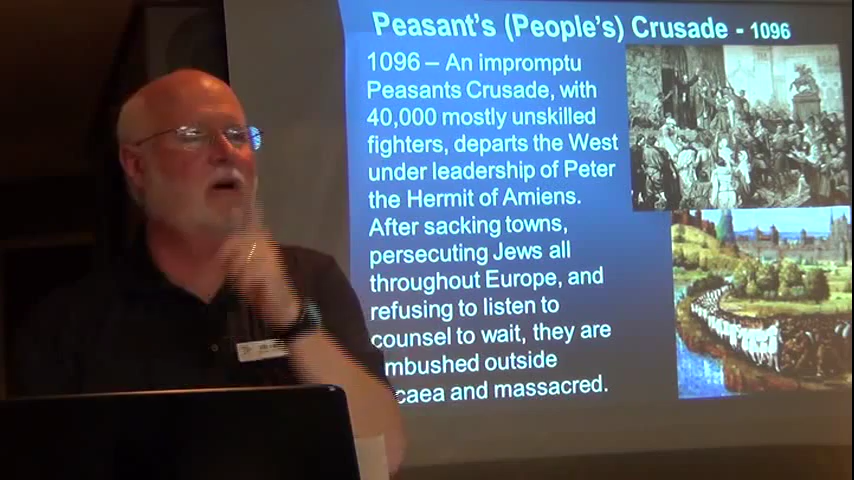 Peasant's (People's) Crusade - 1096
1096 – An impromptu
Peasants Crusade, with
40,000 mostly unskilled
fighters, departs the West
under leadership of Peter
the Hermit of Amiens.
After sacking towns,
persecuting Jews all
throughout Europe, and
refusing to listen to
counsel to wait, they are
mbushed outside
caea and massacred.